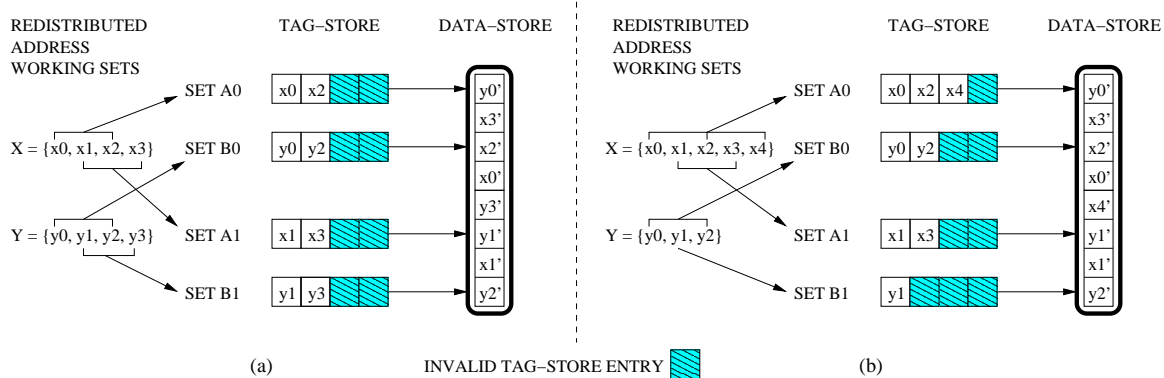 REDISTRIBUTED
ADDRESS
WORKING SETS
TAG–STORE
DATA–STORE
SET A0
x0 x2
X = {x0, x1, x2, x3}
SET B0
y0 y2
Y = {y0, y1, y2, y3}
SET A1
x1 x3
SET B1
y1 y3
y0’
x3’
x2’
x0’
y3’
y1’
x1’
y2’
(a)
REDISTRIBUTED
ADDRESS
WORKING SETS
TAG–STORE
DATA–STORE
SET A0
x0 x2 x4
X = {x0, x1, x2, x3, x4}
SET B0
y0 y2
Y = {y0, y1, y2}
SET A1
x1 x3
SET B1
y1
y0’
x3’
x2’
x0’
x4’
y1’
x1’
y2’
(b)
INVALID TAG–STORE ENTRY